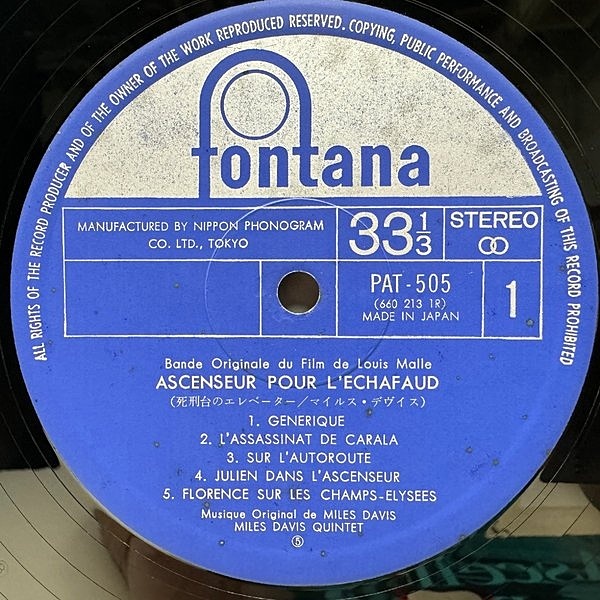 ALL RIGHTS OF THE RECORD PRODUCER AND OF THE OWNER OF THE WORK REPRODUCED RESERVED. COPYING, PUBLIC PERFORMANCE AND BROADCASTING OF THIS RECORD PROHIBITED
fontana
MANUFACTURED BY NIPPON PHONOGRAM
CO. LTD., TOKYO
33 1/3
STEREO
PAT-505
(660 213 1R)
MADE IN JAPAN
1
Bande Originale du Film de Louis Malle
ASCENSEUR POUR L'ECHAFAUD
(死刑台のエレベーター/マイルス・デヴイス)
1. GENERIQUE
2. L'ASSASSINAT DE CARALA
3. SUR L'AUTOROUTE
4. JULIEN DANS L'ASCENSEUR
5. FLORENCE SUR LES CHAMPS-ELYSEES
Musique Original de MILES DAVIS
MILES DAVIS QUINTET
⑤